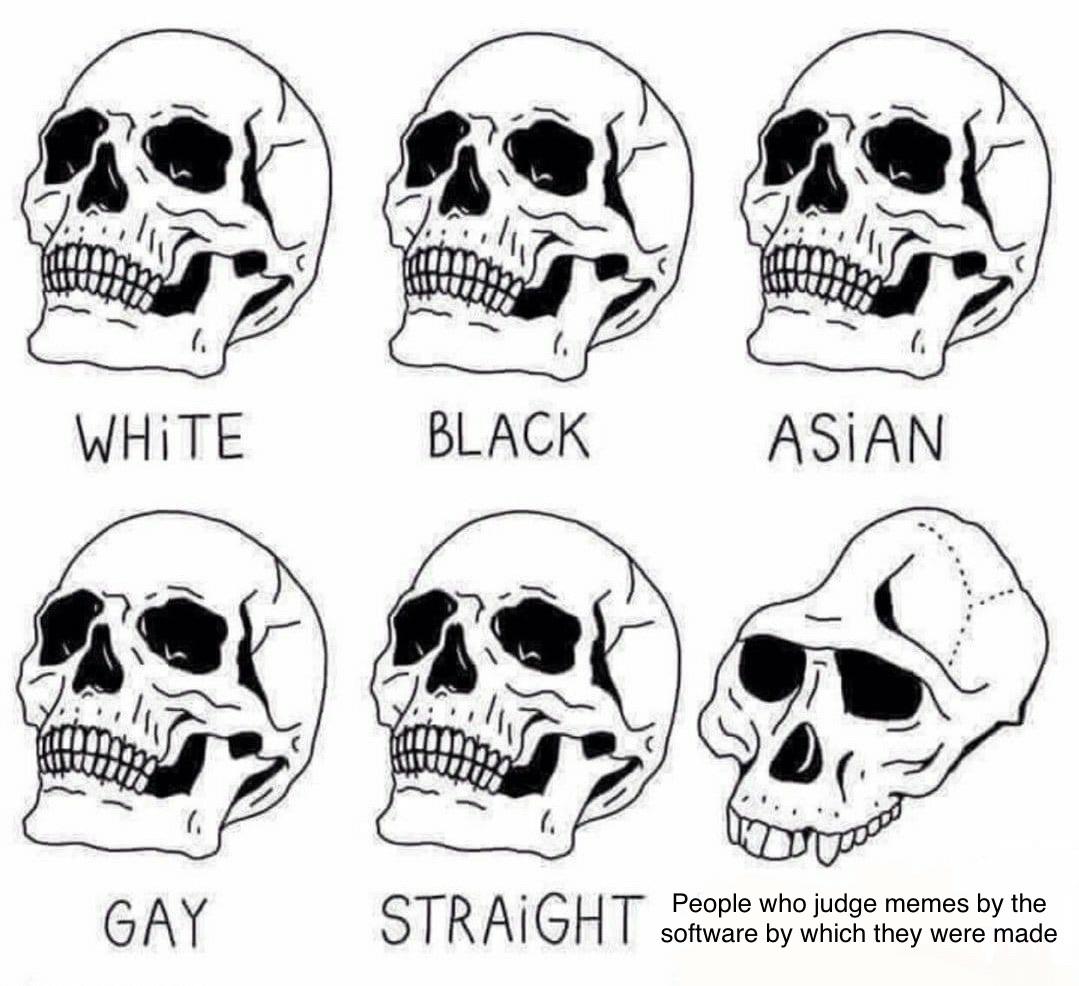 WHiTE
BLACK
ASiAN
GAY
STRAiGHT
People who judge memes by the
software by which they were made